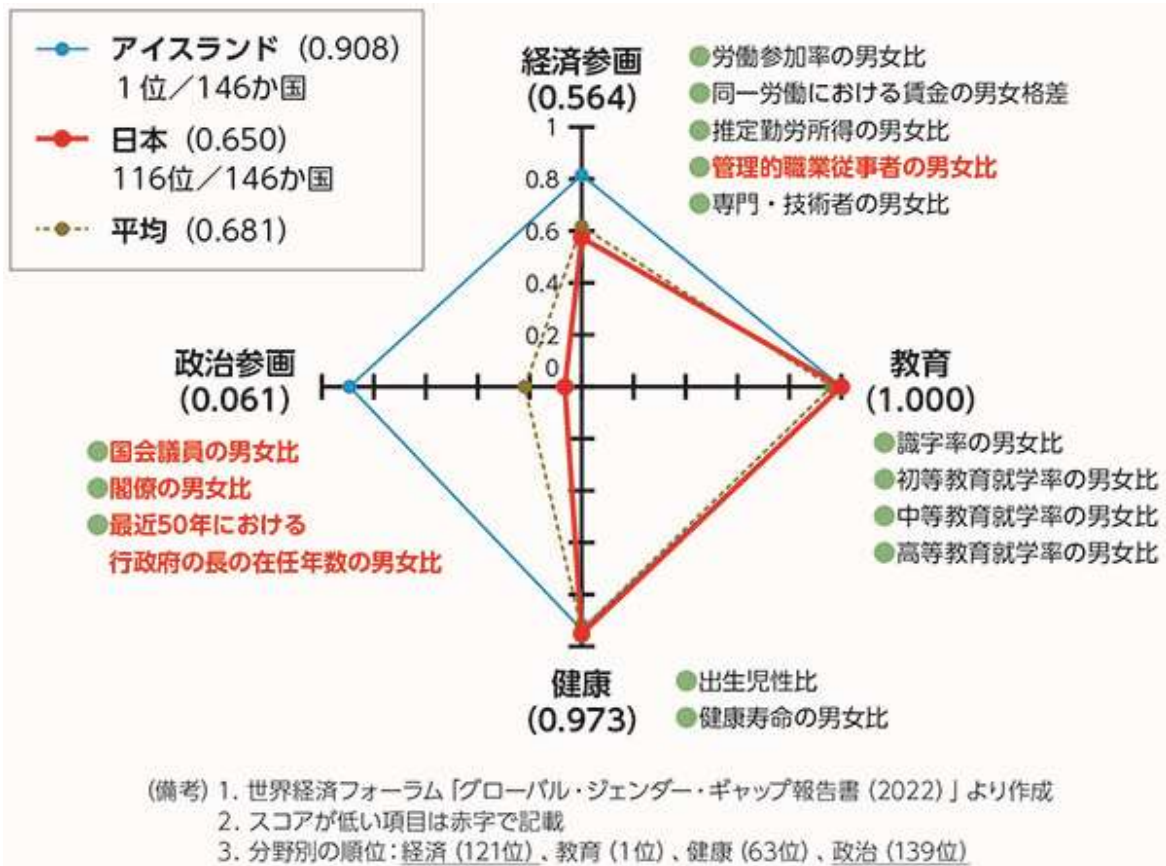 アイスランド (0.908)
1位／146か国
日本 (0.650)
116位／146か国
平均 (0.681)
経済参画
(0.564)
●労働参加率の男女比
●同一労働における賃金の男女格差
●推定勤労所得の男女比
●管理的職業従事者の男女比
●専門・技術者の男女比
1
0.8
0.6
0.4
0.2
0
政治参画
(0.061)
●国会議員の男女比
●閣僚の男女比
●最近50年における
行政府の長の在任年数の男女比
教育
(1.000)
●識字率の男女比
●初等教育就学率の男女比
●中等教育就学率の男女比
●高等教育就学率の男女比
健康
(0.973)
●出生児性比
●健康寿命の男女比
(備考) 1. 世界経済フォーラム「グローバル・ジェンダー・ギャップ報告書 (2022)」より作成
2. スコアが低い項目は赤字で記載
3. 分野別の順位：経済 (121位)、教育 (1位)、健康 (63位)、政治 (139位)